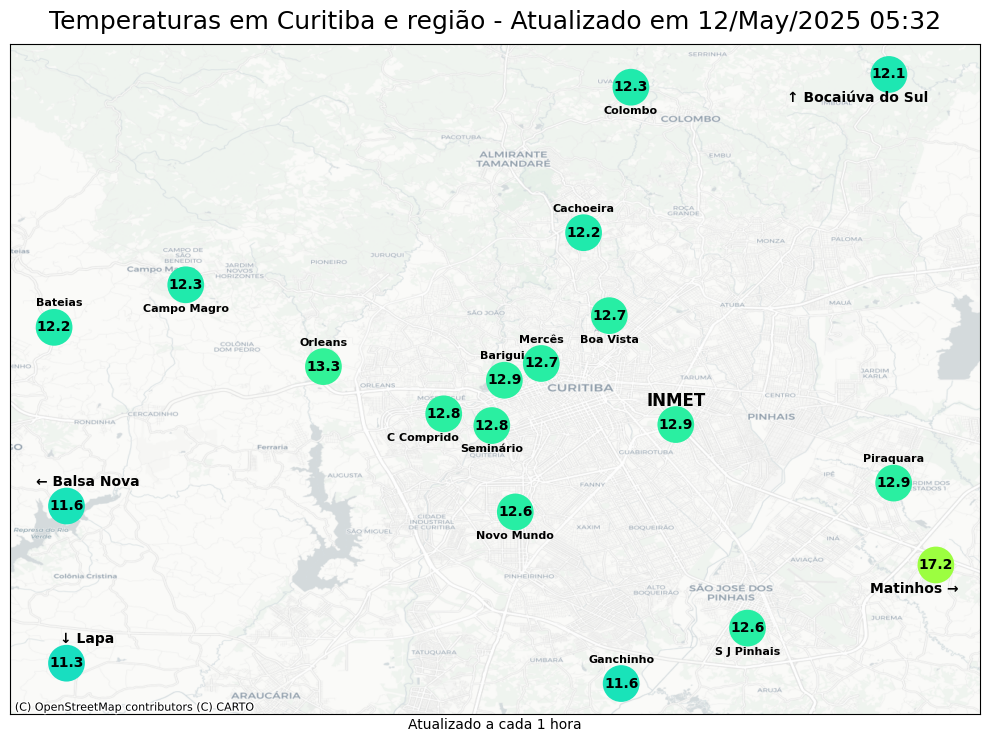 Temperaturas em Curitiba e região - Atualizado em 12/May/2025 05:32
SERRINHA
12.1
12.3
↑ Bocaiúva do Sul
Colombo
COLOMBO
PACOTUBA
ALMIRANTE
TAMANDARÉ
EMBU
Cachoeira
ROÇA
GRANDE
12.2
MONZA
PALOMA
CAMPO DE
SÃO
BENEDITO
JURUQUI
PIONEIRO
JARDIM
NOVOS
HORIZONTES
Campo Ma
12.3
Campo Magro
Bateias
12.2
SÃO JOÃO
ATUBA
MAUÁ
12.7
Boa Vista
COLÔNIA
DOM PEDRO
Orleans
13.3
Mercês
12.7
Barigui
12.9
ORLEANS
CURITIBA
TARUMÃ
JARDIM
KARLA
CENTRO
INMET
12.9
PINHAIS
12.8
C Comprido
12.8
Seminário
CERCADINHO
RONDINHA
Ferraria
GUABIROTUBA
Piraquara
12.9
IPÊ
← Balsa Nova
11.6
AUGUSTA
FANNY
12.6
Novo Mundo
CIDADE
INDUSTRIAL
DE CURITIBA
SÃO MIGUEL
XAXIM
BOQUEIRÃO
INÁ
Represa do Rio
Verde
AVIAÇÃO
17.2
Matinhos →
Colônia Cristina
PINHEIRINHO
ALTO
BOQUEIRÃO
SÃO JOSÉ DOS
PINHAIS
JUREMA
12.6
S J Pinhais
↓ Lapa
11.3
TATUQUARA
UMBARÁ
Ganchinho
11.6
ARUJÁ
ARAUCÁRIA
(C) OpenStreetMap contributors (C) CARTO
Atualizado a cada 1 hora